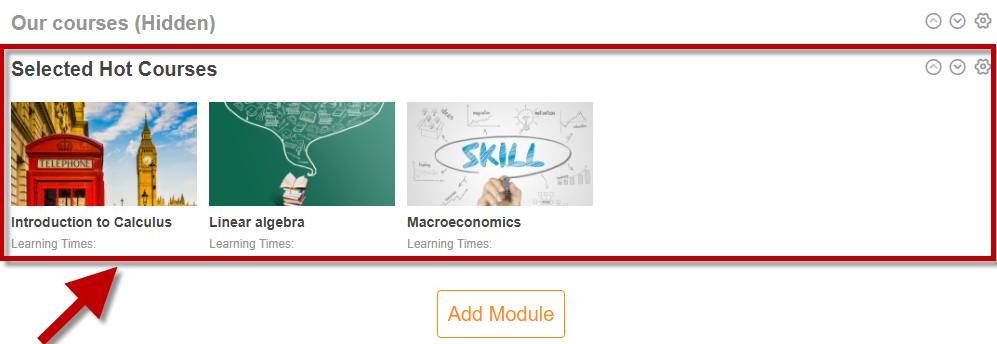 Our courses (Hidden)
Selected Hot Courses
TELEPHONE
SKILL
Introduction to Calculus
Linear algebra
Macroeconomics
Learning Times:
Learning Times:
Learning Times:
Add Module